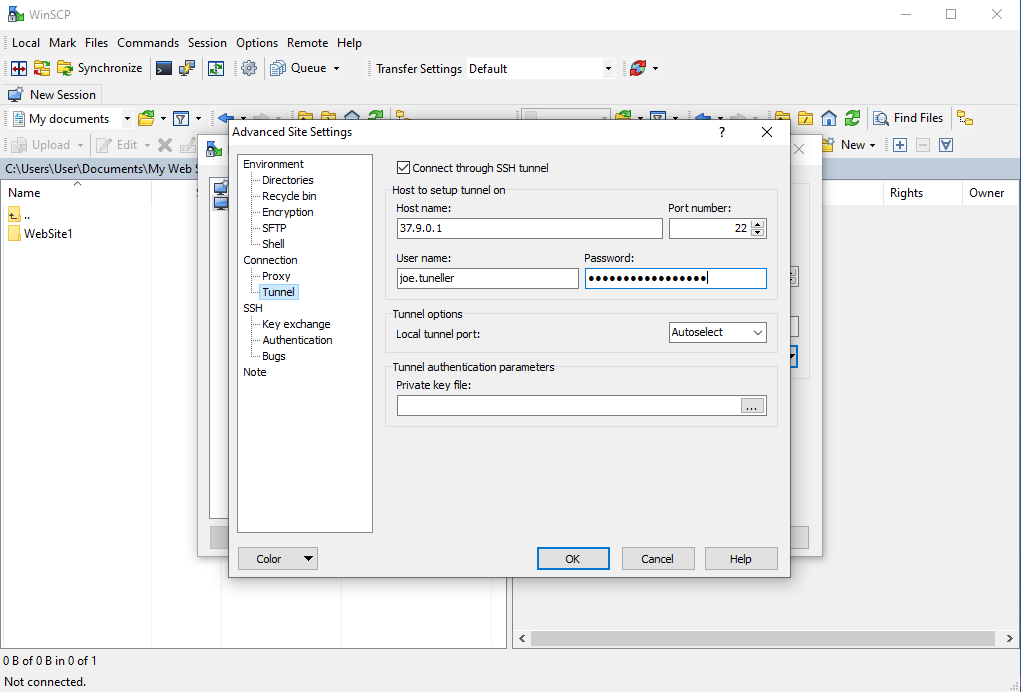 WinSCP
Local Mark Files Commands Session Options Remote Help
Synchronize Queue Transfer Settings Default
New Session
My documents Find Files
Upload Edit New
C:\Users\User\Documents\My Web S
Name Rights Owner
..
WebSite1
Advanced Site Settings
? 
Environment
Directories
Recycle bin
Encryption
SFTP
Shell
Connection
Proxy
Tunnel
SSH
Key exchange
Authentication
Bugs
Note
Connect through SSH tunnel
Host to setup tunnel on
Host name: Port number:
37.9.0.1 22
User name: Password:
joe.tuneller •••••••••••••••••
Tunnel options
Local tunnel port: Autoselect
Tunnel authentication parameters
Private key file:
...
Color OK Cancel Help
0 B of 0 B in 0 of 1
Not connected.